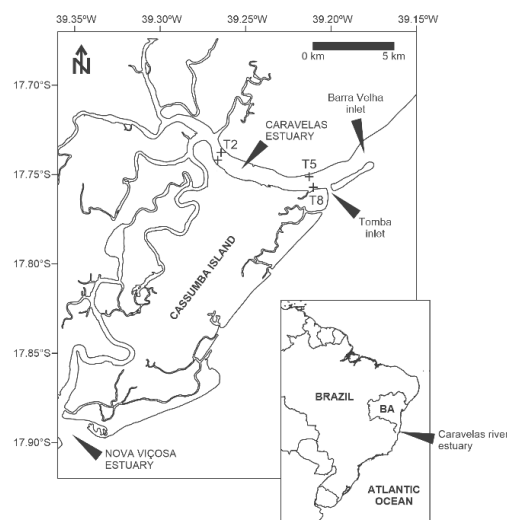 39.35°W 39.30°W 39.25°W 39.20°W 39.15°W
N
0 km 5 km
17.70°S
Barra Volha
inlet
CARAVELAS
ESTUARY
T2
T5
17.75°S
T8
Tomba
inlet
17.80°S
CASSUMBA ISLAND
17.85°S
BRAZIL
BA
Caravelas river
estuary
17.90°S
NOVA VIÇOSA
ESTUARY
ATLANTIC
OCEAN